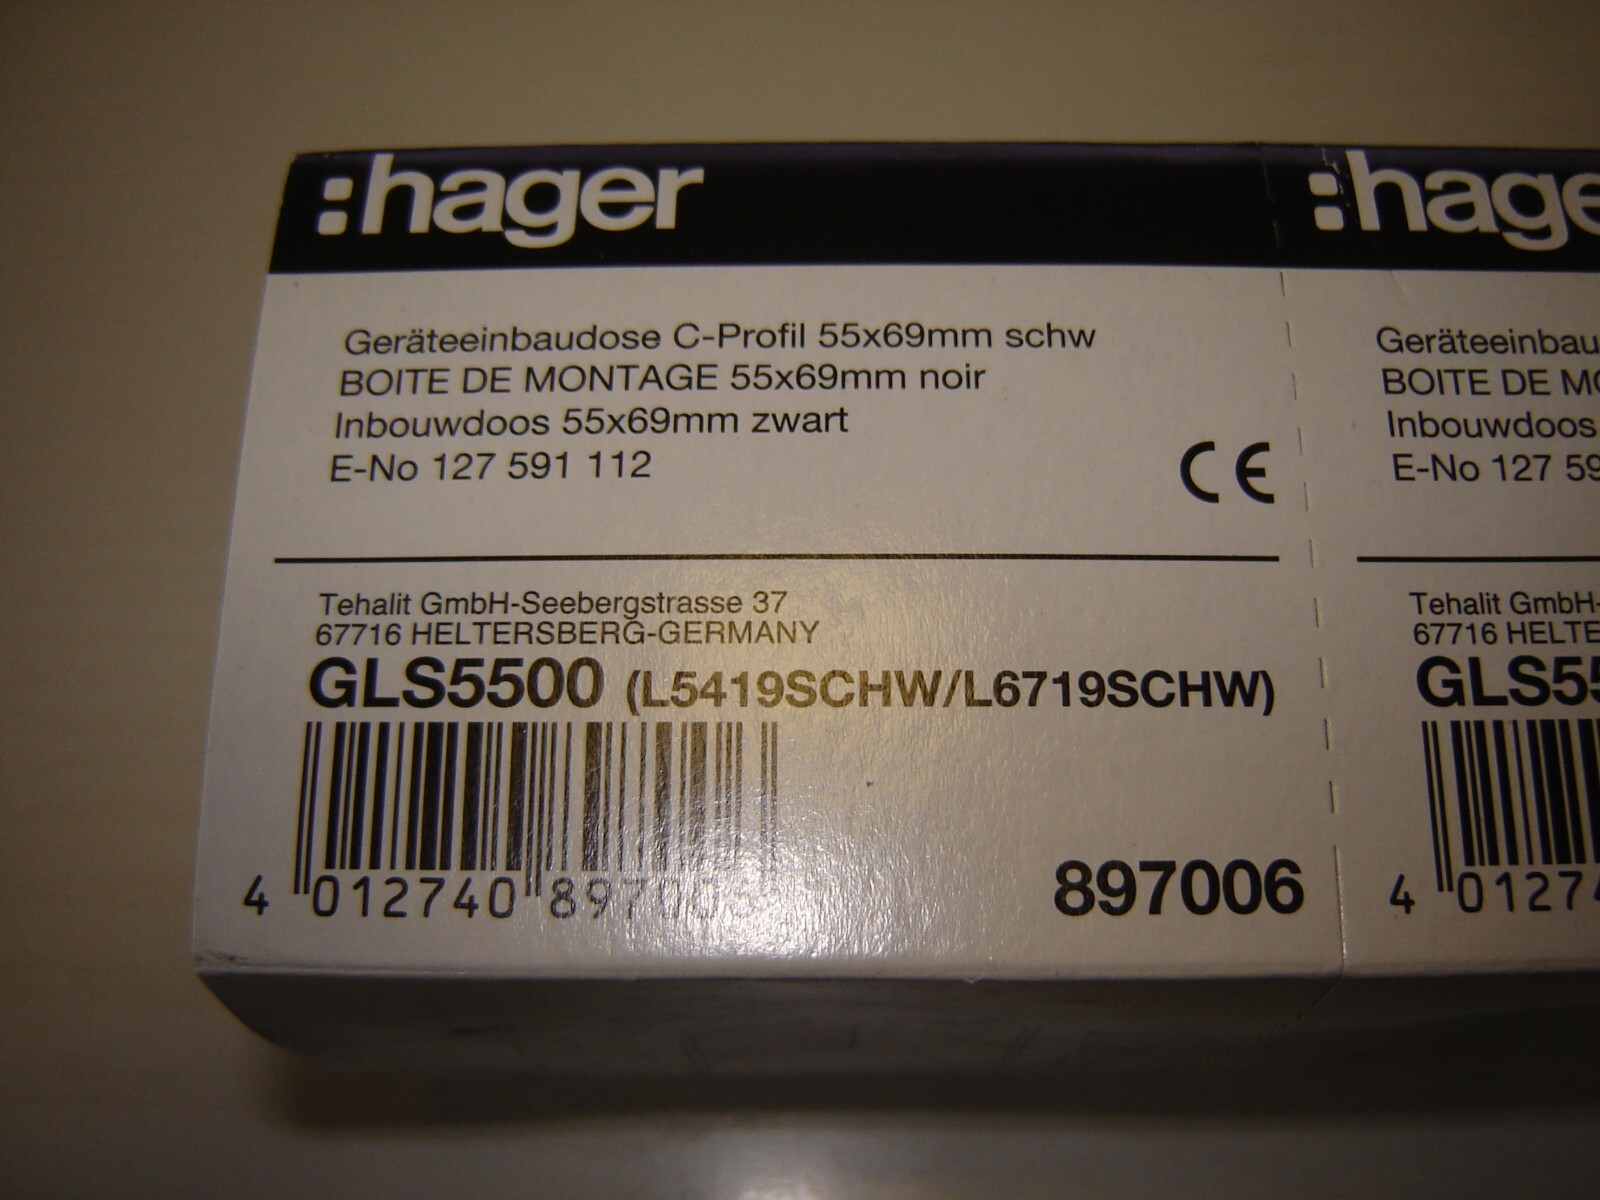 :hager
Geräteeinbaudose C-Profil 55x69mm schw
BOITE DE MONTAGE 55x69mm noir
Inbouwdoos 55x69mm zwart
E-No 127 591 112
CE
Tehalit GmbH-Seebergstrasse 37
67716 HELTERSBERG-GERMANY
GLS5500 (L5419SCHW/L6719SCHW)
4 012740
897006
:hage
Geräteeinbau
BOITE DE MO
Inbouwdoos
E-No 127 59
Tehalit GmbH-
67716 HELTE
GLS55
4 01274